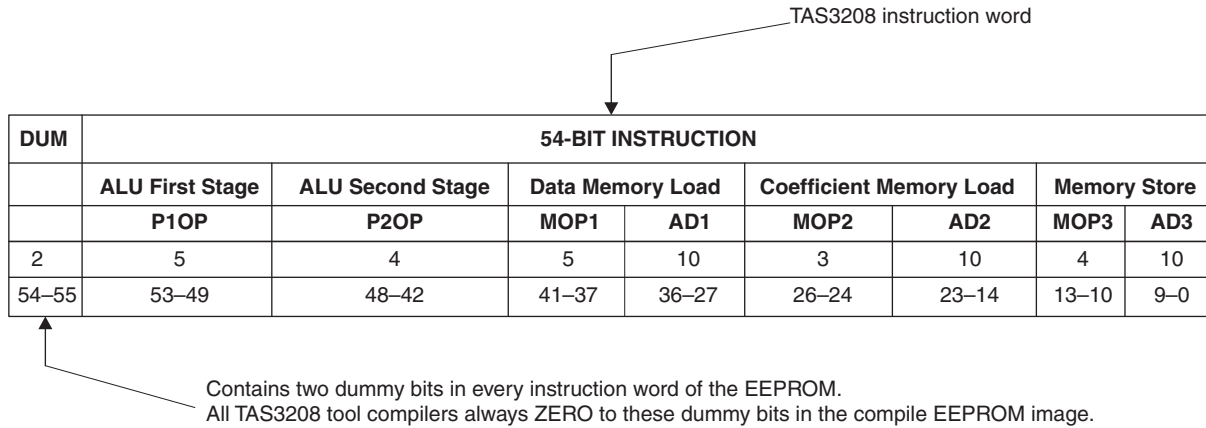 TAS3208 instruction word
DUM 54-BIT INSTRUCTION
ALU First Stage ALU Second Stage Data Memory Load Coefficient Memory Load Memory Store
P1OP P2OP MOP1 AD1 MOP2 AD2 MOP3 AD3
2 5 4 5 10 3 10 4 10
54–55 53–49 48–42 41–37 36–27 26–24 23–14 13–10 9–0
Contains two dummy bits in every instruction word of the EEPROM.
All TAS3208 tool compilers always ZERO to these dummy bits in the compile EEPROM image.